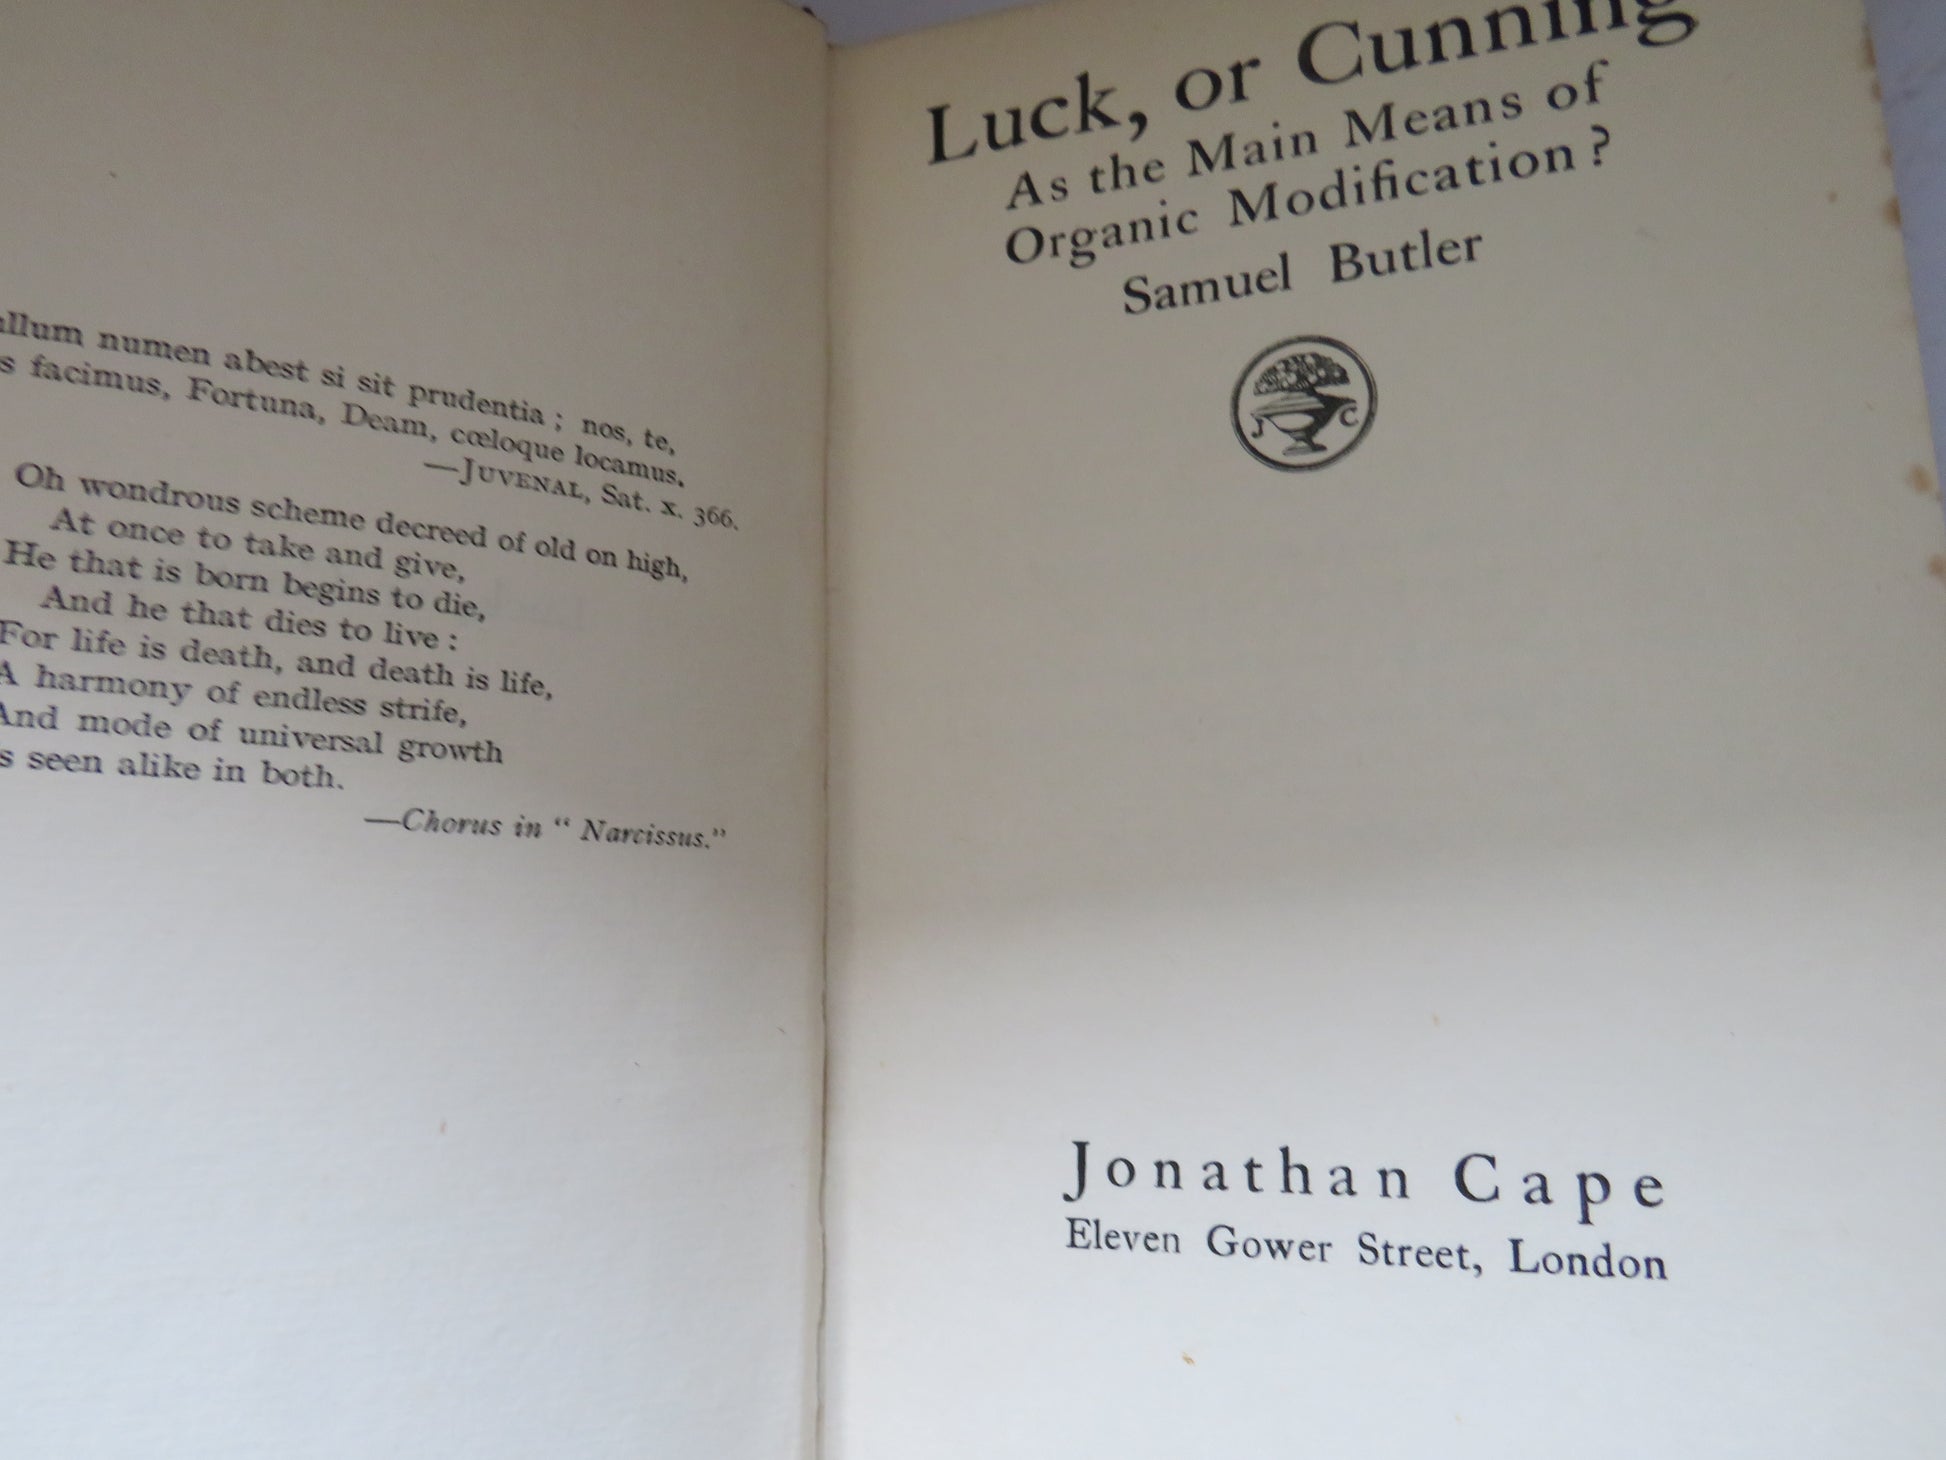 numen abest si sit prudentia ; nos, te,
facimus, Fortuna, Deam, cœloque locamus.
—JUVENAL, Sat. x. 366.
Oh wondrous scheme decreed of old on high,
At once to take and give,
He that is born begins to die,
And he that dies to live :
For life is death, and death is life,
A harmony of endless strife,
And mode of universal growth
seen alike in both.
—Chorus in “ Narcissus.”
Luck, or Cunning
As the Main Means of
Organic Modification ?
Samuel Butler
J C
Jonathan Cape
Eleven Gower Street, London